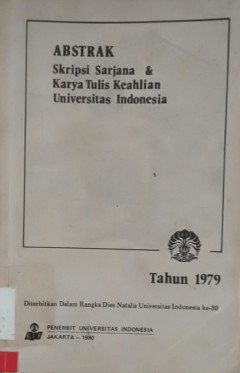 ABSTRAK
Skripsi Sarjana &
Karya Tulis Keahlian
Universitas Indonesia
Tahun 1979
Diterbitkan Dalam Rangka Dies Natalis Universitas Indonesia ke-30
PENERBIT UNIVERSITAS INDONESIA
JAKARTA – 1980